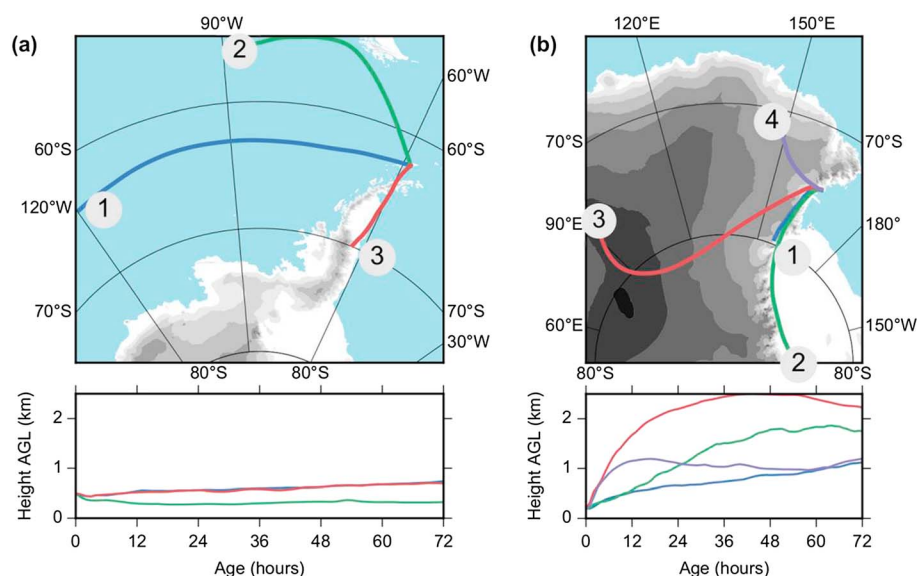 (a)
90°W
2
60°W
60°S
60°S
1
120°W
3
70°S
70°S
30°W
80°S
80°S
(b)
120°E
150°E
4
70°S
70°S
3
90°E
180°
1
60°E
150°W
2
80°S
80°S
Height AGL (km)
2
1
0
0 12 24 36 48 60 72
Age (hours)
Height AGL (km)
2
1
0
0 12 24 36 48 60 72
Age (hours)